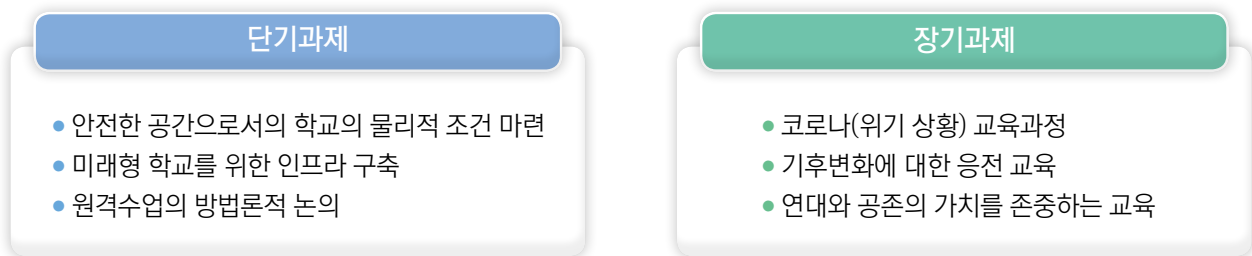 단기과제
• 안전한 공간으로서의 학교의 물리적 조건 마련
• 미래형 학교를 위한 인프라 구축
• 원격수업의 방법론적 논의
장기과제
• 코로나(위기 상황) 교육과정
• 기후변화에 대한 응전 교육
• 연대와 공존의 가치를 존중하는 교육